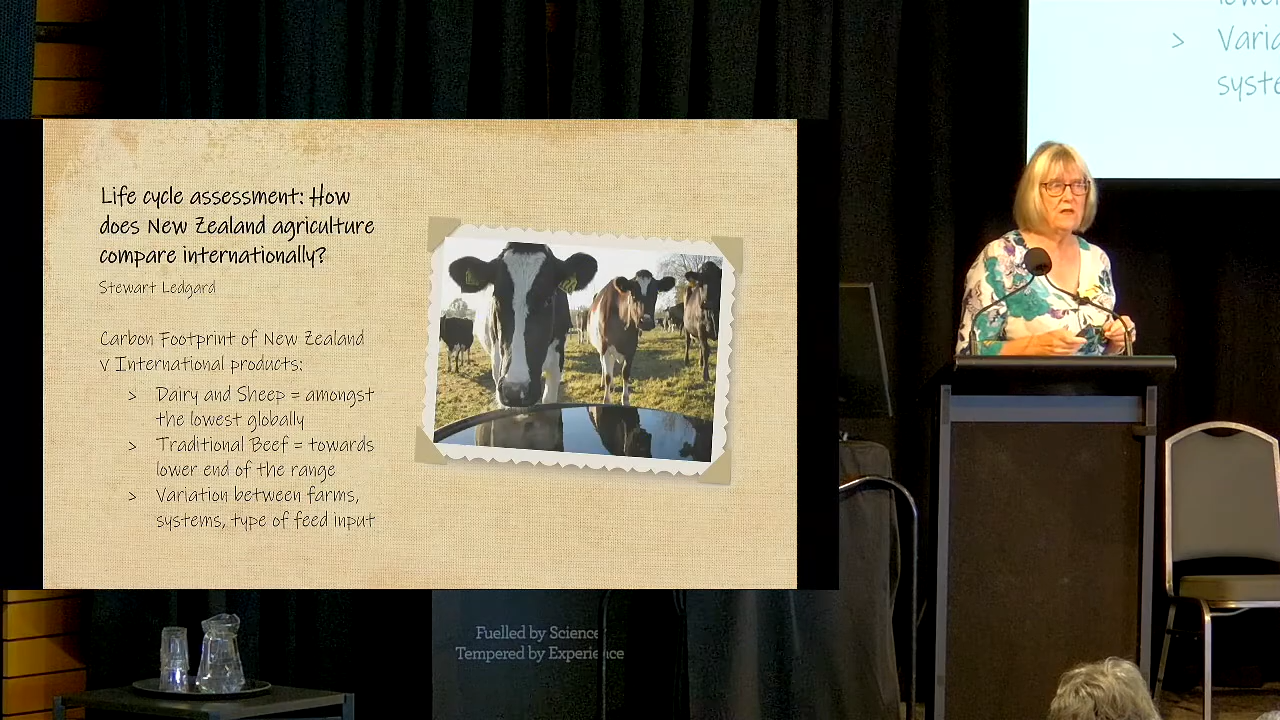 Life cycle assessment: How
does New Zealand agriculture
compare internationally?
Stewart Ledgard
Carbon Footprint of New Zealand
v International products:
> Dairy and Sheep = amongst
the lowest globally
> Traditional Beef = towards
lower end of the range
> Variation between farms,
systems, type of feed input
> Varia
syste
Fuelled by Science
Tempered by Experience